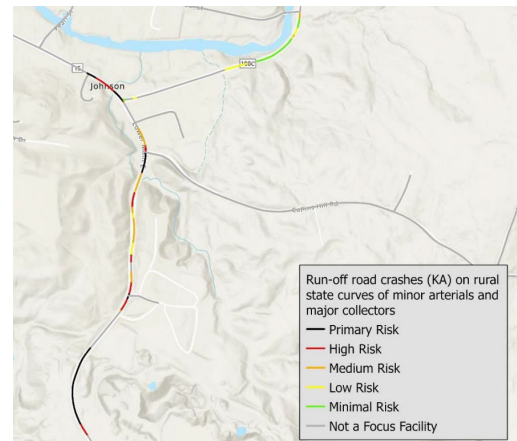 15
100C
Johnson
Run-off road crashes (KA) on rural
state curves of minor arterials and
major collectors
Primary Risk
High Risk
Medium Risk
Low Risk
Minimal Risk
Not a Focus Facility